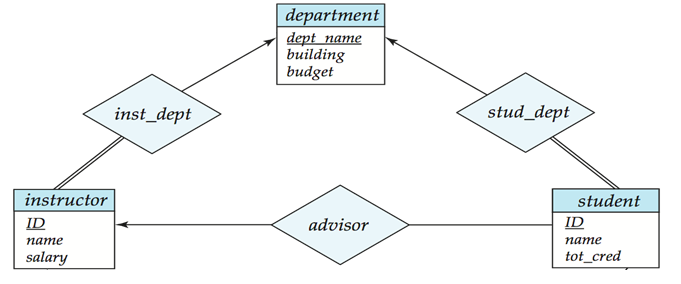 department
dept_name
building
budget
inst_dept
stud_dept
instructor
ID
name
salary
advisor
student
ID
name
tot_cred